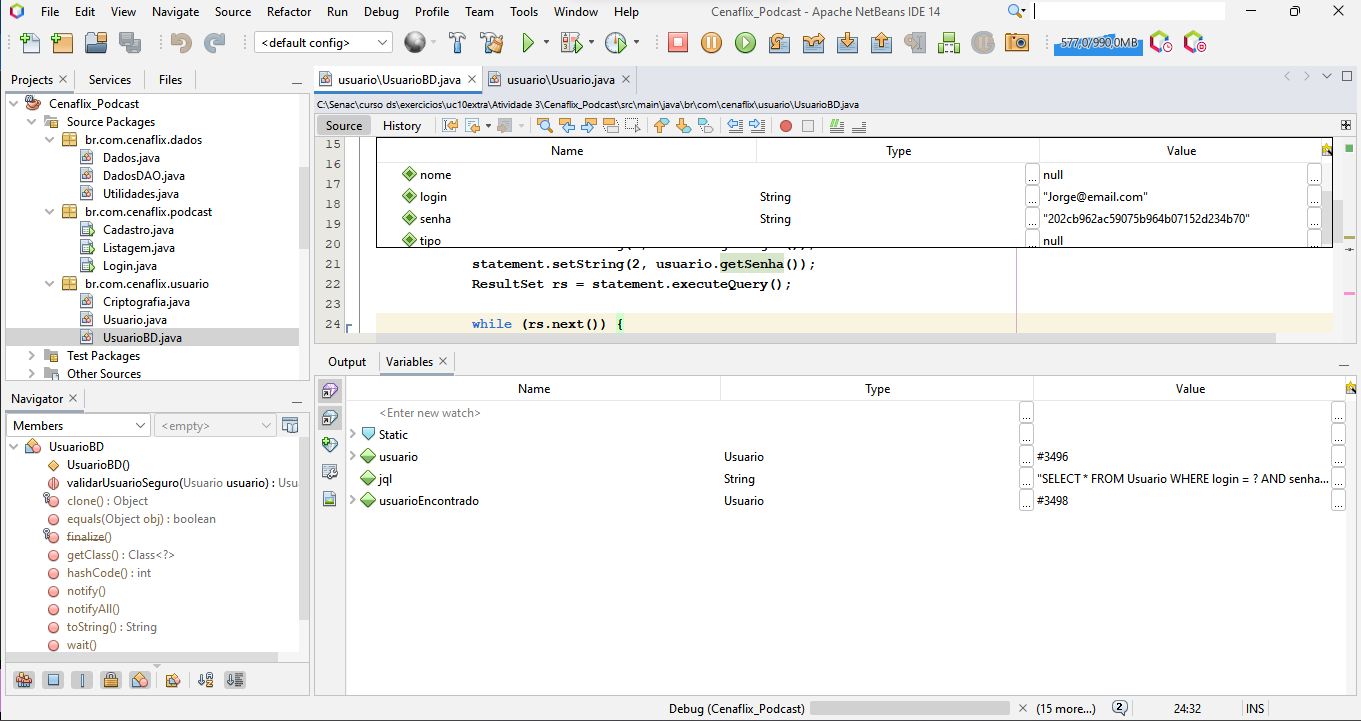 File Edit View Navigate Source Refactor Run Debug Profile Team Tools Window Help Cenaflix_Podcast - Apache NetBeans IDE 14
<default config> 577,0/990,0MB
Projects Services Files
usuario\UsuarioBD.java usuario\Usuario.java
C:\Senac\curso ds\exercicios\uc10extra\Atividade 3\Cenaflix_Podcast\src\main\java\br\com\cenaflix\usuario\UsuarioBD.java
Source History
Cenaflix_Podcast
Source Packages
br.com.cenaflix.dados
Dados.java
DadosDAO.java
Utilidades.java
br.com.cenaflix.podcast
Cadastro.java
Listagem.java
Login.java
br.com.cenaflix.usuario
Criptografia.java
Usuario.java
UsuarioBD.java
Test Packages
Other Sources
15
16
17
18
19
20
Name Type Value
nome ... null ...
login String ... "Jorge@email.com" ...
senha String ... "202cb962ac59075b964b07152d234b70" ...
tipo ... null ...
21 statement.setString(2, usuario.getSenha());
22 ResultSet rs = statement.executeQuery();
23
24 while (rs.next()) {
Navigator
Members <empty>
UsuarioBD
UsuarioBD()
validarUsuarioSeguro(Usuario usuario) : Usu
clone() : Object
equals(Object obj) : boolean
finalize()
getClass() : Class<?>
hashCode() : int
notify()
notifyAll()
toString() : String
wait()
Output Variables
Name Type Value
<Enter new watch> ... ...
Static ... ...
usuario Usuario ... #3496 ...
jql String ... "SELECT * FROM Usuario WHERE login = ? AND senha... ...
usuarioEncontrado Usuario ... #3498 ...
Debug (Cenaflix_Podcast) (15 more...) 2 24:32 INS